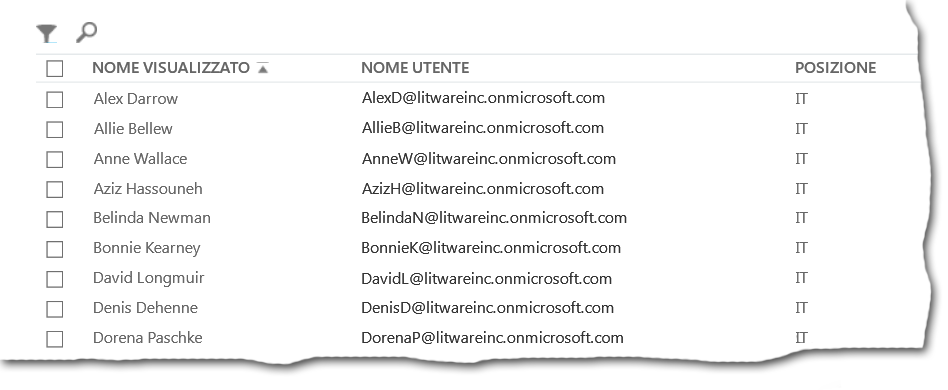 NOME VISUALIZZATO NOME UTENTE POSIZIONE
Alex Darrow AlexD@litwareinc.onmicrosoft.com IT
Allie Bellew AllieB@litwareinc.onmicrosoft.com IT
Anne Wallace AnneW@litwareinc.onmicrosoft.com IT
Aziz Hassouneh AzizH@litwareinc.onmicrosoft.com IT
Belinda Newman BelindaN@litwareinc.onmicrosoft.com IT
Bonnie Kearney BonnieK@litwareinc.onmicrosoft.com IT
David Longmuir DavidL@litwareinc.onmicrosoft.com IT
Denis Dehenne DenisD@litwareinc.onmicrosoft.com IT
Dorena Paschke DorenaP@litwareinc.onmicrosoft.com IT